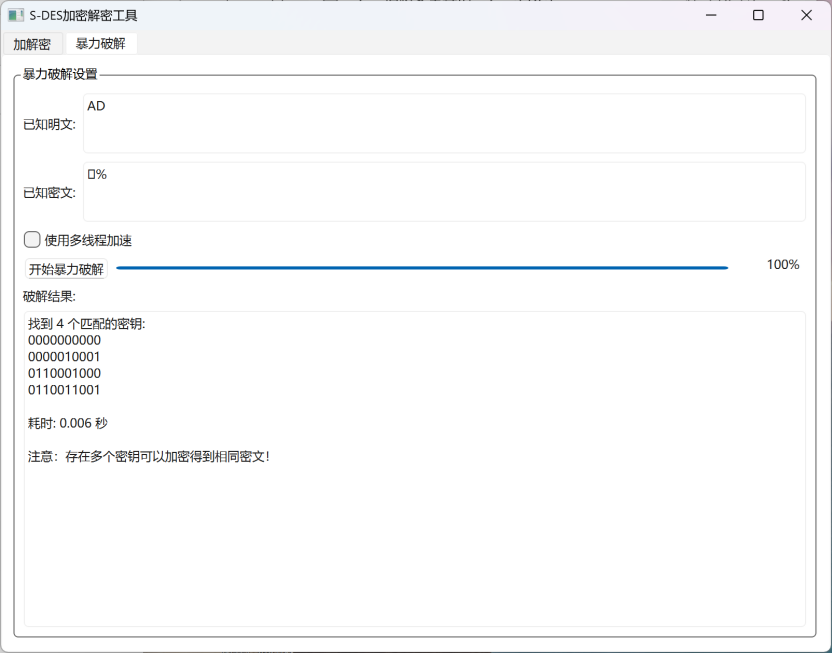 S-DES加密解密工具
加解密 暴力破解
暴力破解设置
已知明文: AD
已知密文: %
使用多线程加速
开始暴力破解 100%
破解结果:
找到 4 个匹配的密钥:
0000000000
0000010001
0110001000
0110011001
耗时: 0.006 秒
注意：存在多个密钥可以加密得到相同密文！